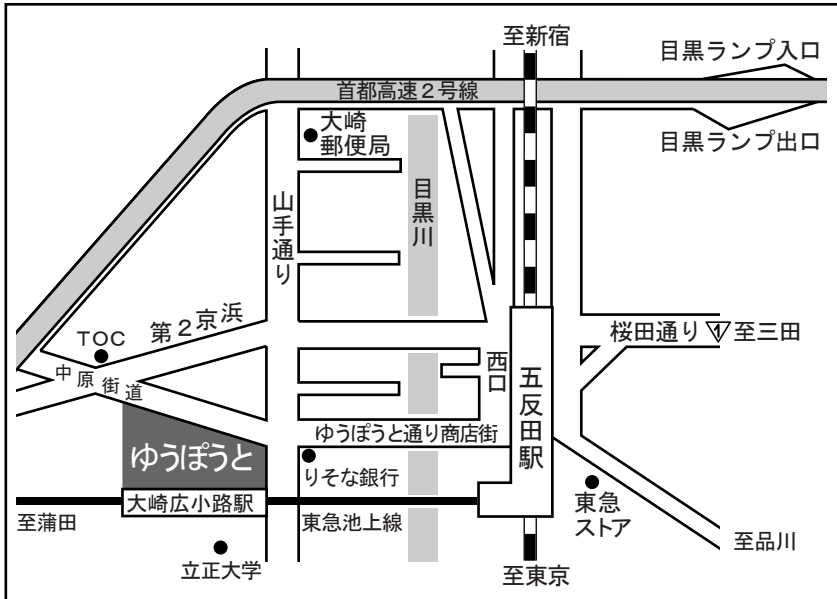 至新宿
目黒ランプ入口
首都高速2号線
大崎
郵便局
目黒ランプ出口
山手通り
目黒川
第2京浜
TOC
桜田通り
1
至三田
中原街道
西口
五反田駅
ゆうぽうと通り商店街
ゆうぽうと
りそな銀行
大崎広小路駅
東急
ストア
至蒲田
東急池上線
至品川
立正大学
至東京